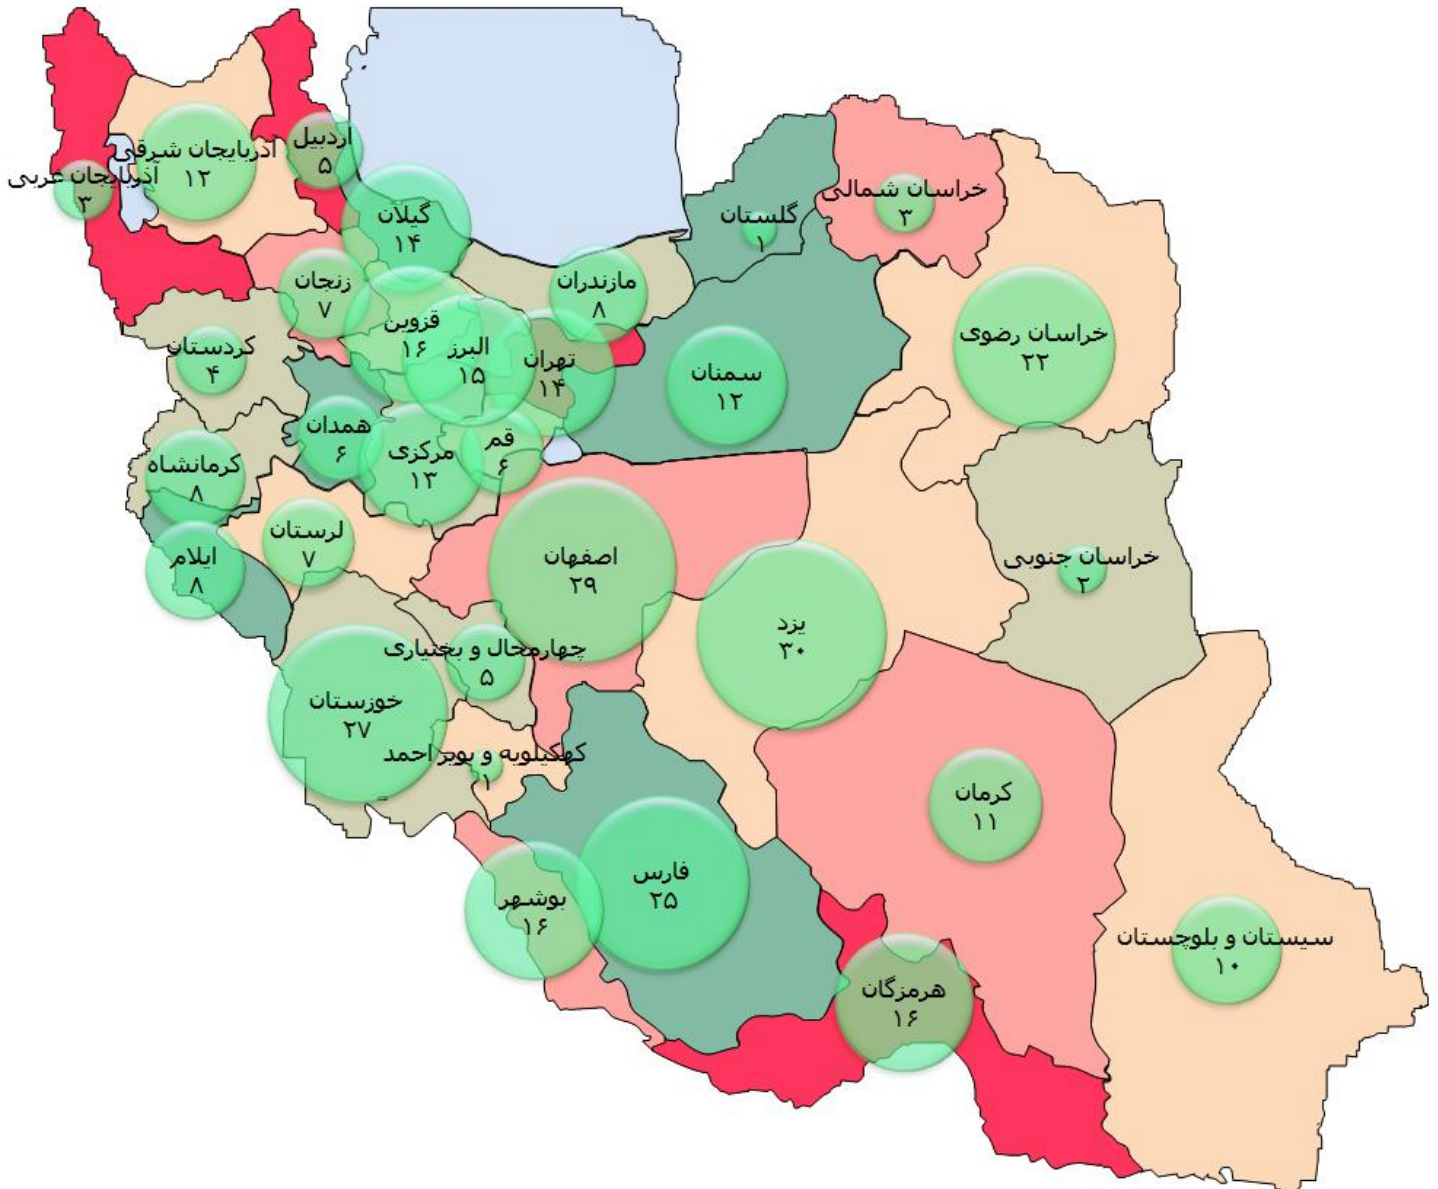 اردبیل
۵
آذربایجان شرقی
۱۲
آذربایجان غربی
۳
گیلان
۱۴
خراسان شمالی
۳
گلستان
۱
زنجان
۷
مازندران
۸
قزوین
۱۶
البرز
۱۵
تهران
۱۴
خراسان رضوی
۲۲
کردستان
۴
سمنان
۱۲
همدان
۶
مرکزی
۱۳
قم
۶
کرمانشاه
۸
لرستان
۷
ایلام
۸
اصفهان
۲۹
خراسان جنوبی
۲
یزد
۳۰
چهارمحال و بختیاری
۵
خوزستان
۲۷
کهکیلویه و بویر احمد
۱
کرمان
۱۱
فارس
۲۵
بوشهر
۱۶
سیستان و بلوچستان
۱۰
هرمزگان
۱۶